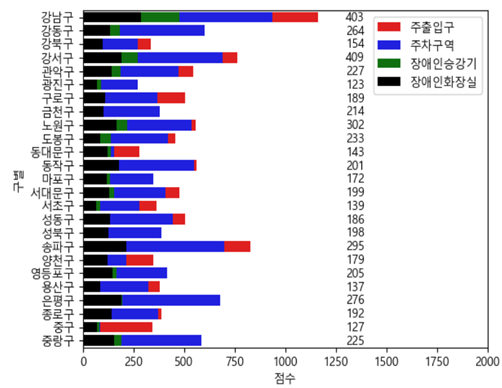 강남구 403
강동구 264
강북구 154
강서구 409
관악구 227
광진구 123
구로구 189
금천구 214
노원구 302
도봉구 233
동대문구 143
동작구 201
마포구 172
서대문구 199
서초구 139
성동구 186
성북구 198
송파구 295
양천구 179
영등포구 205
용산구 137
은평구 276
종로구 192
중구 127
중랑구 225
주출입구
주차구역
장애인승강기
장애인화장실
구별
0 250 500 750 1000 1250 1500 1750 2000
점수